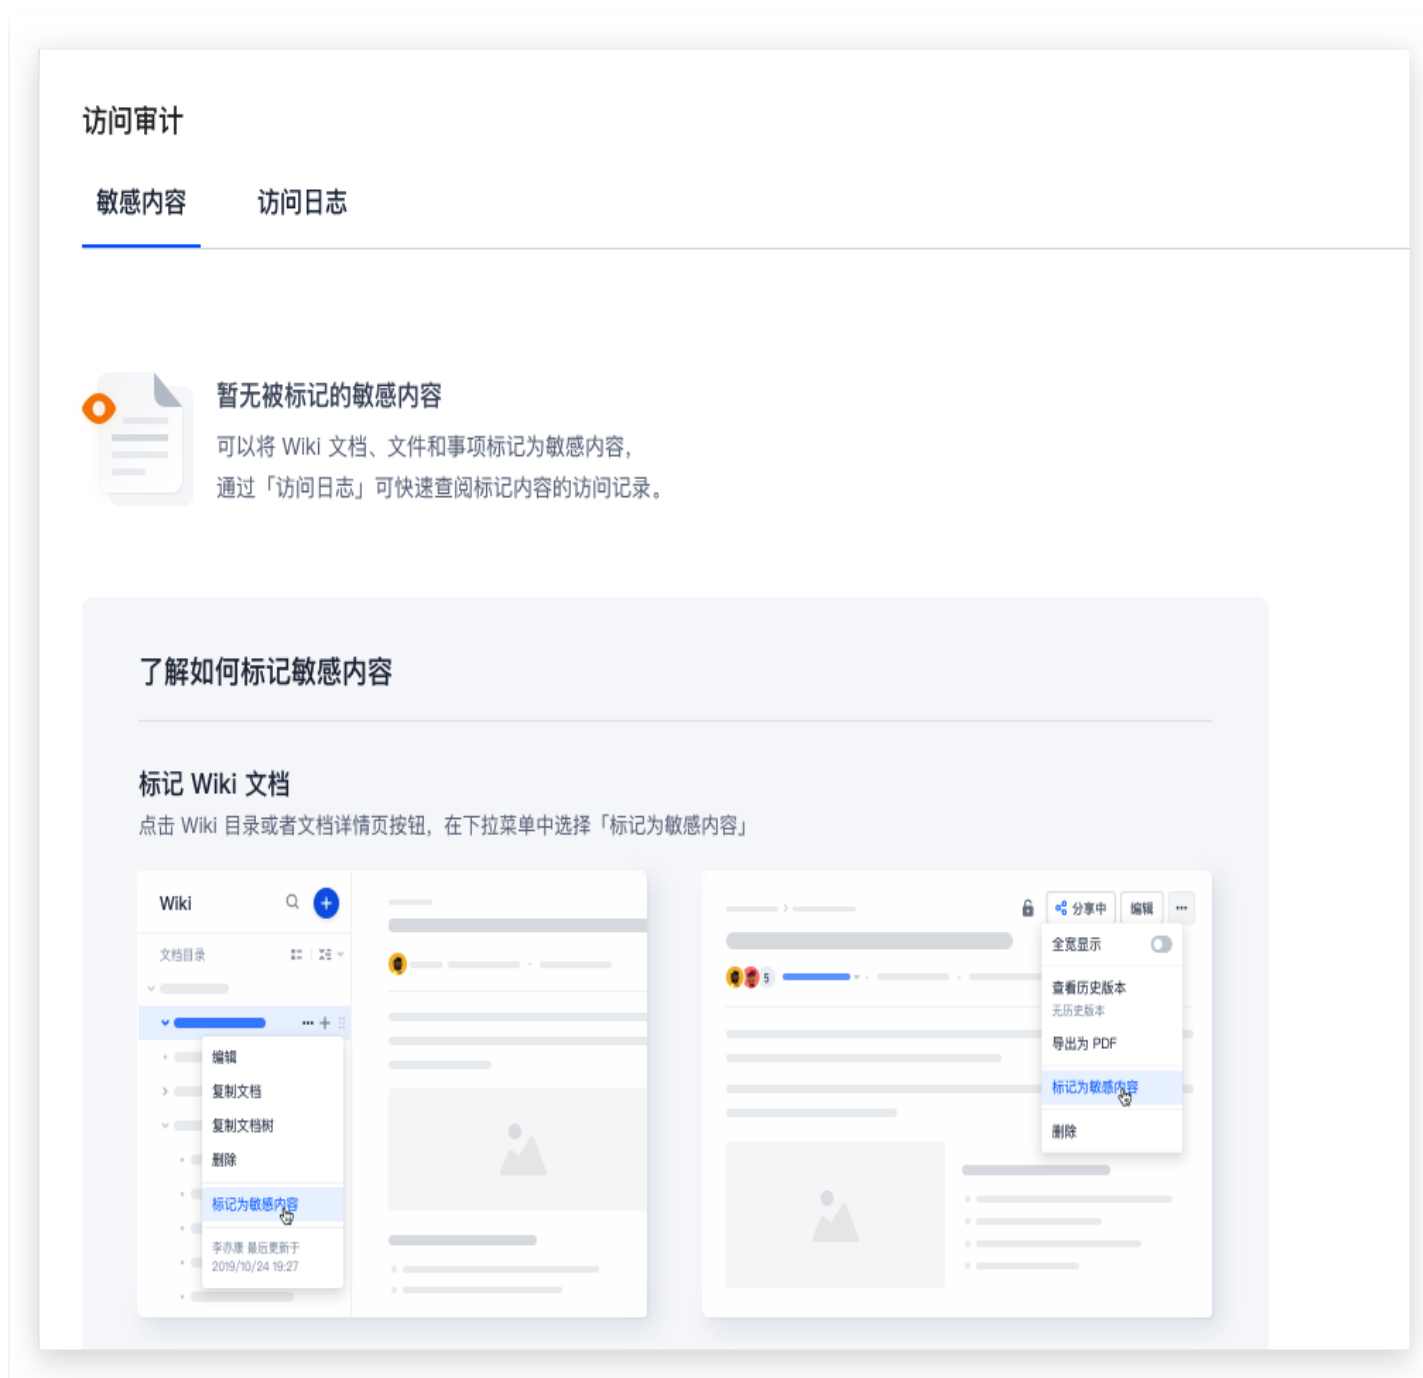 访问审计
敏感内容
访问日志
暂无被标记的敏感内容
可以将 Wiki 文档、文件和事项标记为敏感内容，
通过「访问日志」可快速查阅标记内容的访问记录。
了解如何标记敏感内容
标记 Wiki 文档
点击 Wiki 目录或者文档详情页按钮，在下拉菜单中选择「标记为敏感内容」
Wiki
文档目录
编辑
复制文档
复制文档树
删除
标记为敏感内容
李亦康 最后更新于
2019/10/24 19:27
分享中
编辑
5
全宽显示
查看历史版本
无历史版本
导出为 PDF
标记为敏感内容
删除